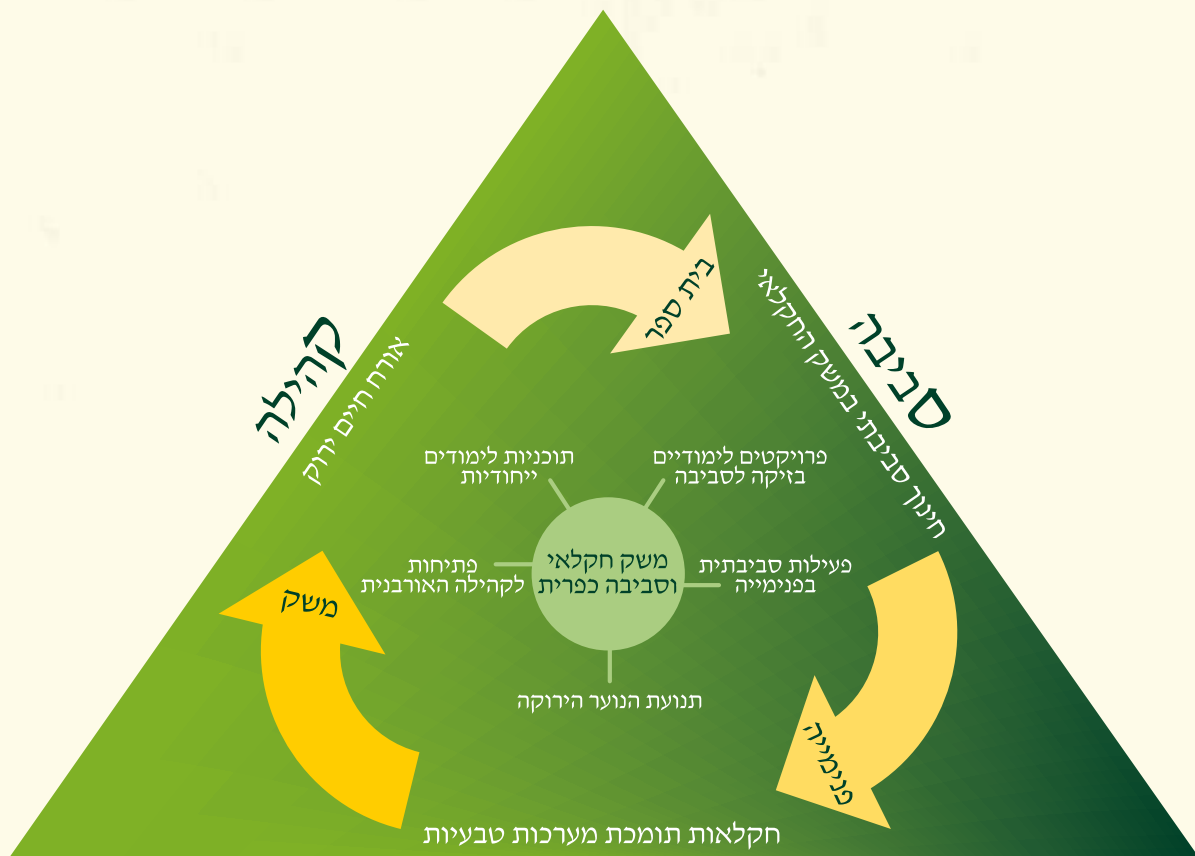 בית ספר
סביבה
חינוך סביבתי במשק החקלאי
קהילה
אורח חיים ירוק
פרויקטים לימודיים
בזיקה לסביבה
תוכניות לימודים
ייחודיות
פעילות סביבתית
בפנימייה
משק חקלאי
וסביבה כפרית
פתיחות
לקהילה האורבנית
תנועת הנוער הירוקה
משק
פנימייה
חקלאות תומכת מערכות טבעיות